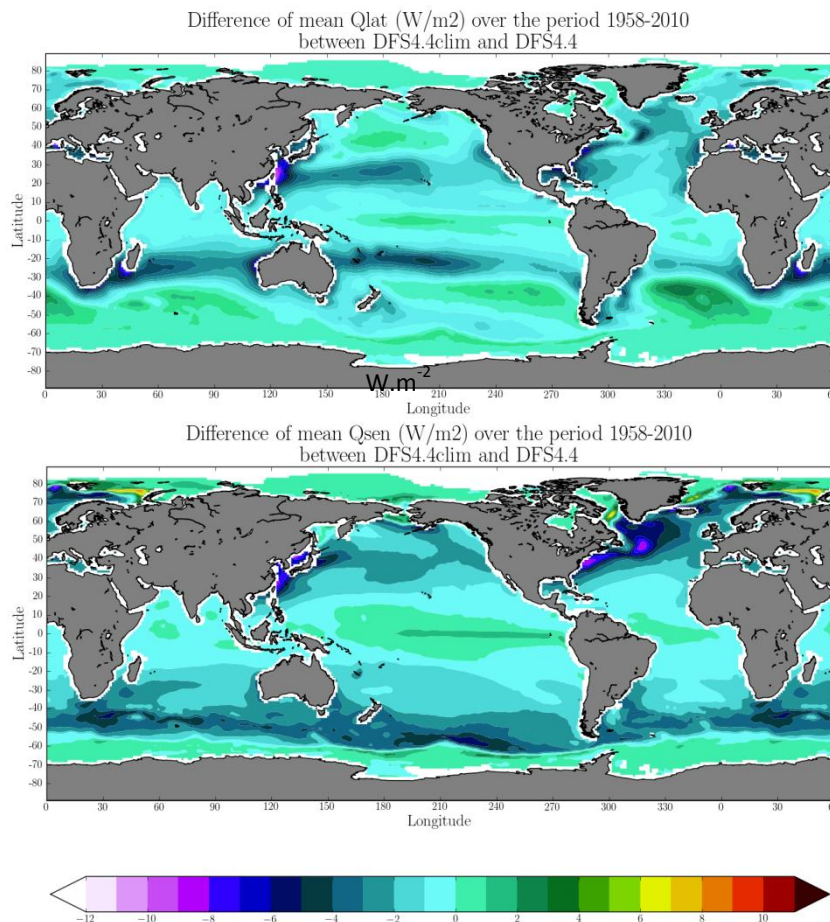 Difference of mean Qlat (W/m2) over the period 1958-2010
between DFS4.4clim and DFS4.4
80
70
60
50
40
30
20
10
0
-10
-20
-30
-40
-50
-60
-70
-80
Latitude
0 30 60 90 120 150 180 210 240 270 300 330 0 30 60
W.m-2
Longitude
Difference of mean Qsen (W/m2) over the period 1958-2010
between DFS4.4clim and DFS4.4
80
70
60
50
40
30
20
10
0
-10
-20
-30
-40
-50
-60
-70
-80
Latitude
0 30 60 90 120 150 180 210 240 270 300 330 0 30 60
Longitude
−12 −10 −8 −6 −4 −2 0 2 4 6 8 10